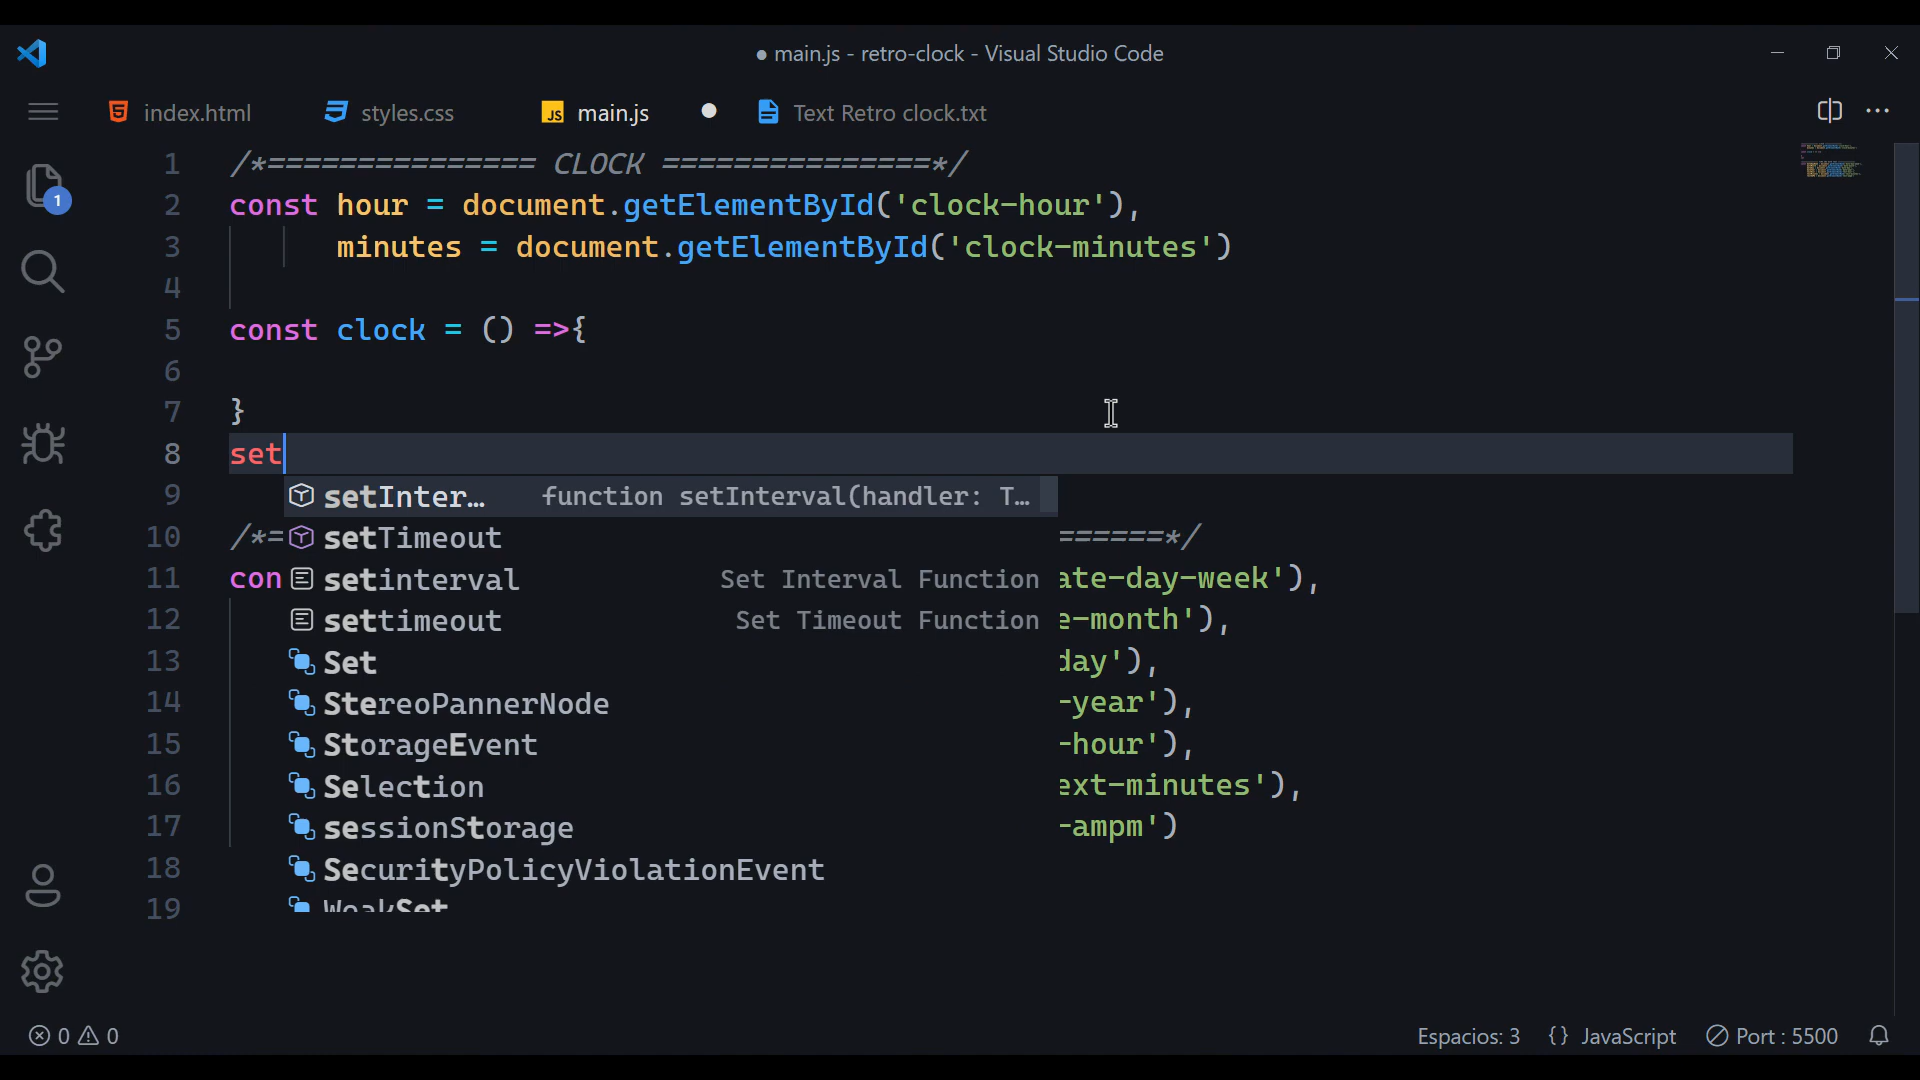 ● main.js - retro-clock - Visual Studio Code
index.html
styles.css
JS main.js
Text Retro clock.txt
1
1 /*=============== CLOCK ===============*/
2 const hour = document.getElementById('clock-hour'),
3 minutes = document.getElementById('clock-minutes')
4
5 const clock = () =>{
6
7 }
8 set
setInter… function setInterval(handler: T…
9
setTimeout
10 /*= ======*/
setinterval Set Interval Function
11 con ate-day-week'),
settimeout Set Timeout Function
12 e-month'),
Set
13 day'),
StereoPannerNode
14 -year'),
StorageEvent
15 -hour'),
Selection
16 ext-minutes'),
sessionStorage
17 -ampm')
SecurityPolicyViolationEvent
18
WeakSet
19
0 0
Espacios: 3
{} JavaScript
Port : 5500